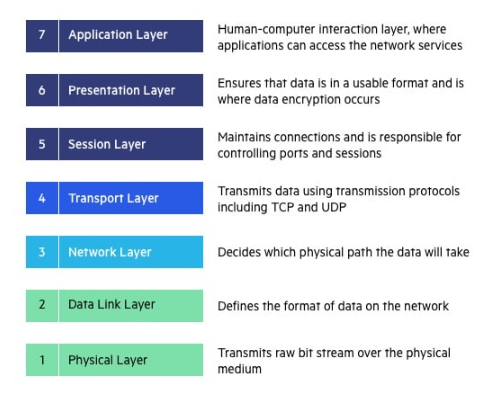 7 Application Layer
Human-computer interaction layer, where
applications can access the network services
6 Presentation Layer
Ensures that data is in a usable format and is
where data encryption occurs
5 Session Layer
Maintains connections and is responsible for
controlling ports and sessions
4 Transport Layer
Transmits data using transmission protocols
including TCP and UDP
3 Network Layer
Decides which physical path the data will take
2 Data Link Layer
Defines the format of data on the network
1 Physical Layer
Transmits raw bit stream over the physical
medium